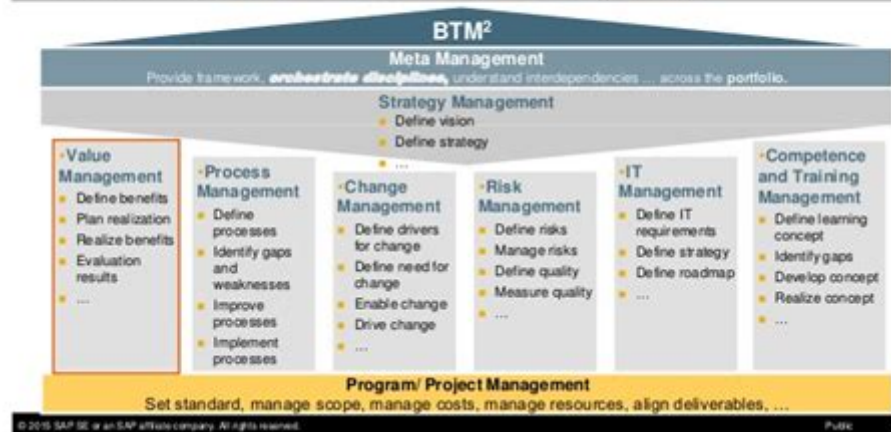 BTM²
Meta Management
Provide framework, orchestrate disciplines, understand interdependencies ... across the portfolio.
Strategy Management
Define vision
Define strategy
...
Value
Management
Define benefits
Plan realization
Realize benefits
Evaluation
results
...
Process
Management
Define
processes
Identify gaps
and
weaknesses
Improve
processes
Implement
processes
Change
Management
Define drivers
for change
Define need for
change
Enable change
Drive change
...
Risk
Management
Define risks
Manage risks
Define quality
Measure quality
...
IT
Management
Define IT
requirements
Define strategy
Define roadmap
...
Competence
and Training
Management
Define learning
concept
Identify gaps
Develop concept
Realize concept
...
Program/ Project Management
Set standard, manage scope, manage costs, manage resources, align deliverables, ...
© 2015 SAP SE or an SAP affiliate company. All rights reserved.
Public